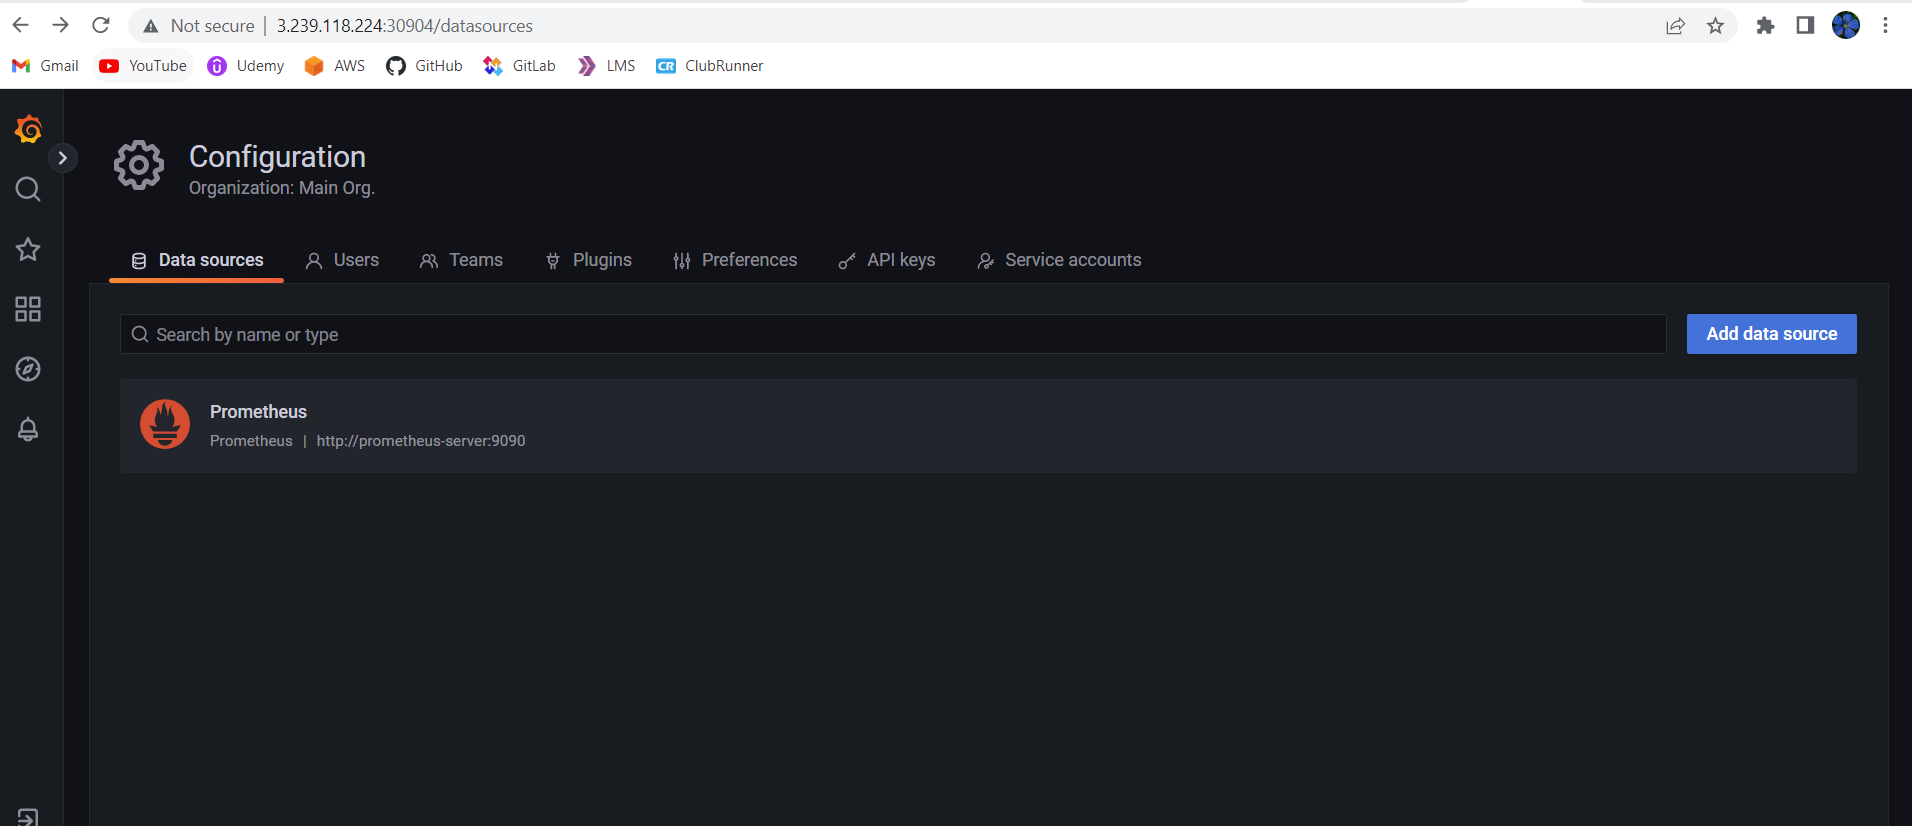 Not secure | 3.239.118.224:30904/datasources
Gmail YouTube Udemy AWS GitHub GitLab LMS CR ClubRunner
Configuration
Organization: Main Org.
Data sources Users Teams Plugins Preferences API keys Service accounts
Search by name or type Add data source
Prometheus
Prometheus | http://prometheus-server:9090